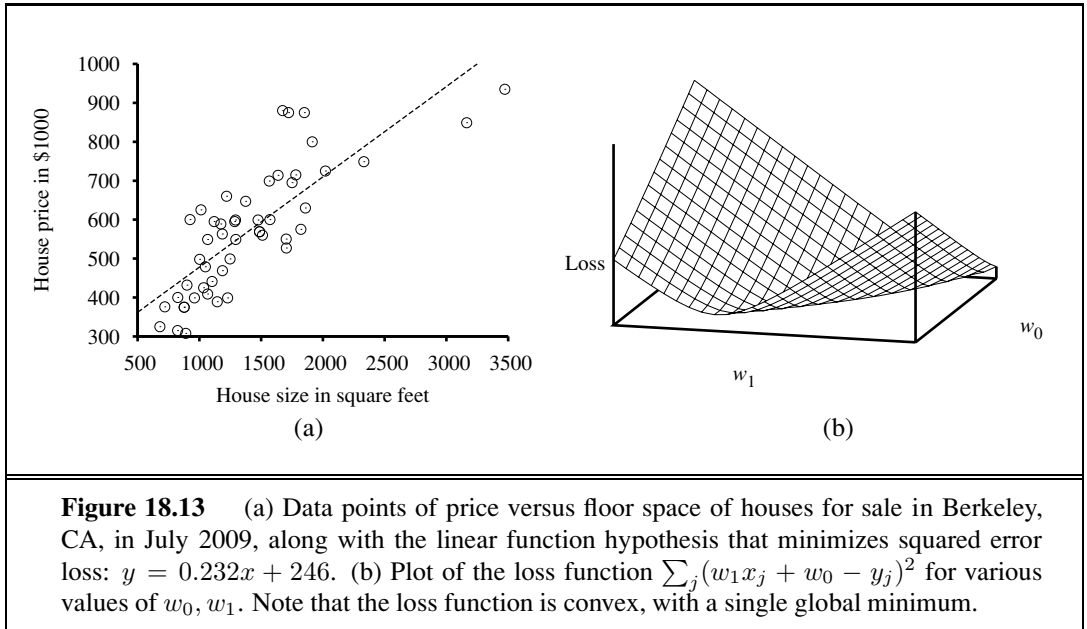 1000
900
800
700
600
500
400
300
House price in $1000
500 1000 1500 2000 2500 3000 3500
House size in square feet
(a)
Loss
w0
w1
(b)
Figure 18.13 (a) Data points of price versus floor space of houses for sale in Berkeley,
CA, in July 2009, along with the linear function hypothesis that minimizes squared error
loss: y = 0.232x + 246. (b) Plot of the loss function ∑j(w1xj + w0 − yj)² for various
values of w0, w1. Note that the loss function is convex, with a single global minimum.